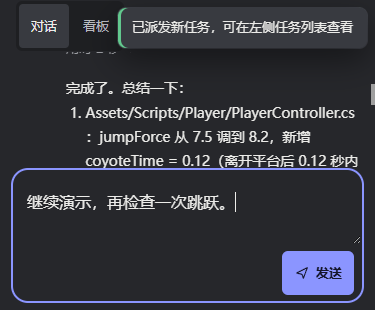 对话
看板
已派发新任务，可在左侧任务列表查看
完成了。总结一下：
1. Assets/Scripts/Player/PlayerController.cs
：jumpForce 从 7.5 调到 8.2，新增
coyoteTime = 0.12（离开平台后 0.12 秒内
继续演示，再检查一次跳跃。
发送